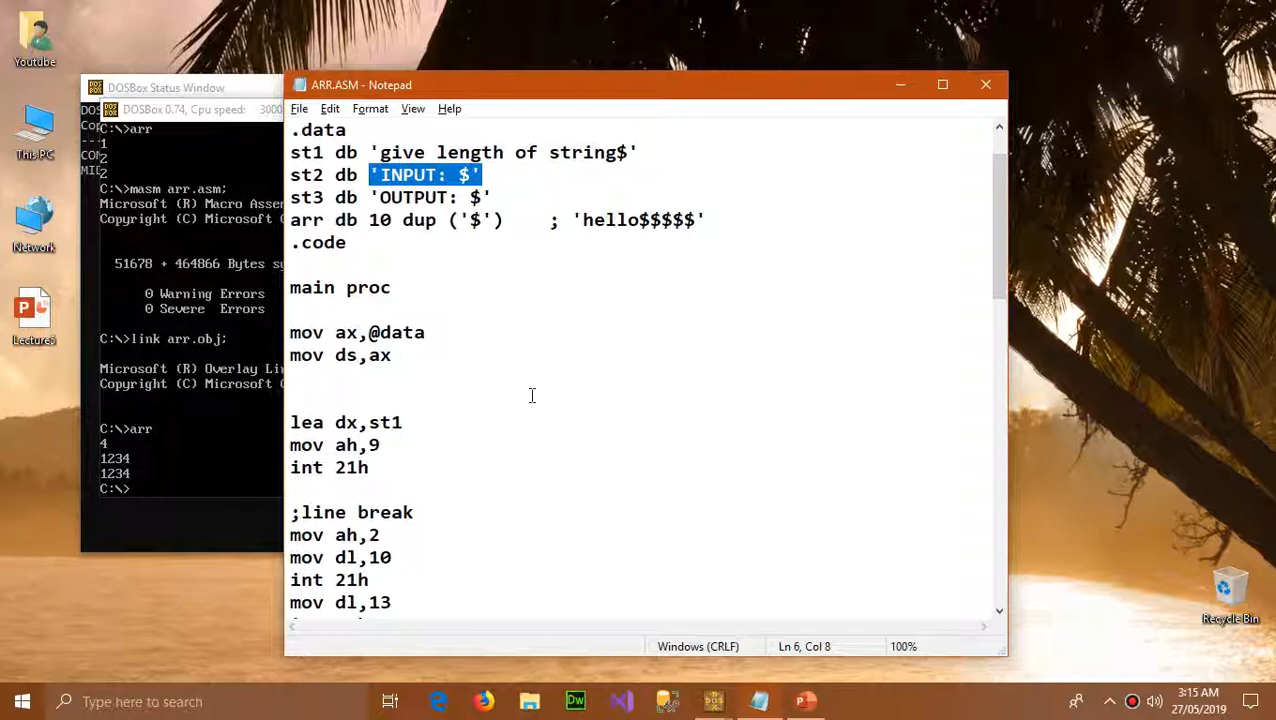 Youtube
This PC
Network
Lecture5
Recycle Bin
DOSBox Status Window
DOSBox 0.74, Cpu speed: 3000
C:\>arr
1
2
2
C:\>masm arr.asm;
Microsoft (R) Macro Asse
Copyright (C) Microsoft
51678 + 464866 Bytes sy
0 Warning Errors
0 Severe Errors
C:\>link arr.obj;
Microsoft (R) Overlay Lin
Copyright (C) Microsoft C
C:\>arr
4
1234
1234
C:\>
ARR.ASM - Notepad
File Edit Format View Help
.data
st1 db 'give length of string$'
st2 db 'INPUT: $'
st3 db 'OUTPUT: $'
arr db 10 dup ('$') ; 'hello$$$$$'
.code
main proc
mov ax,@data
mov ds,ax
lea dx,st1
mov ah,9
int 21h
;line break
mov ah,2
mov dl,10
int 21h
mov dl,13
Windows (CRLF) Ln 6, Col 8 100%
Type here to search
Dw
3:15 AM
27/05/2019